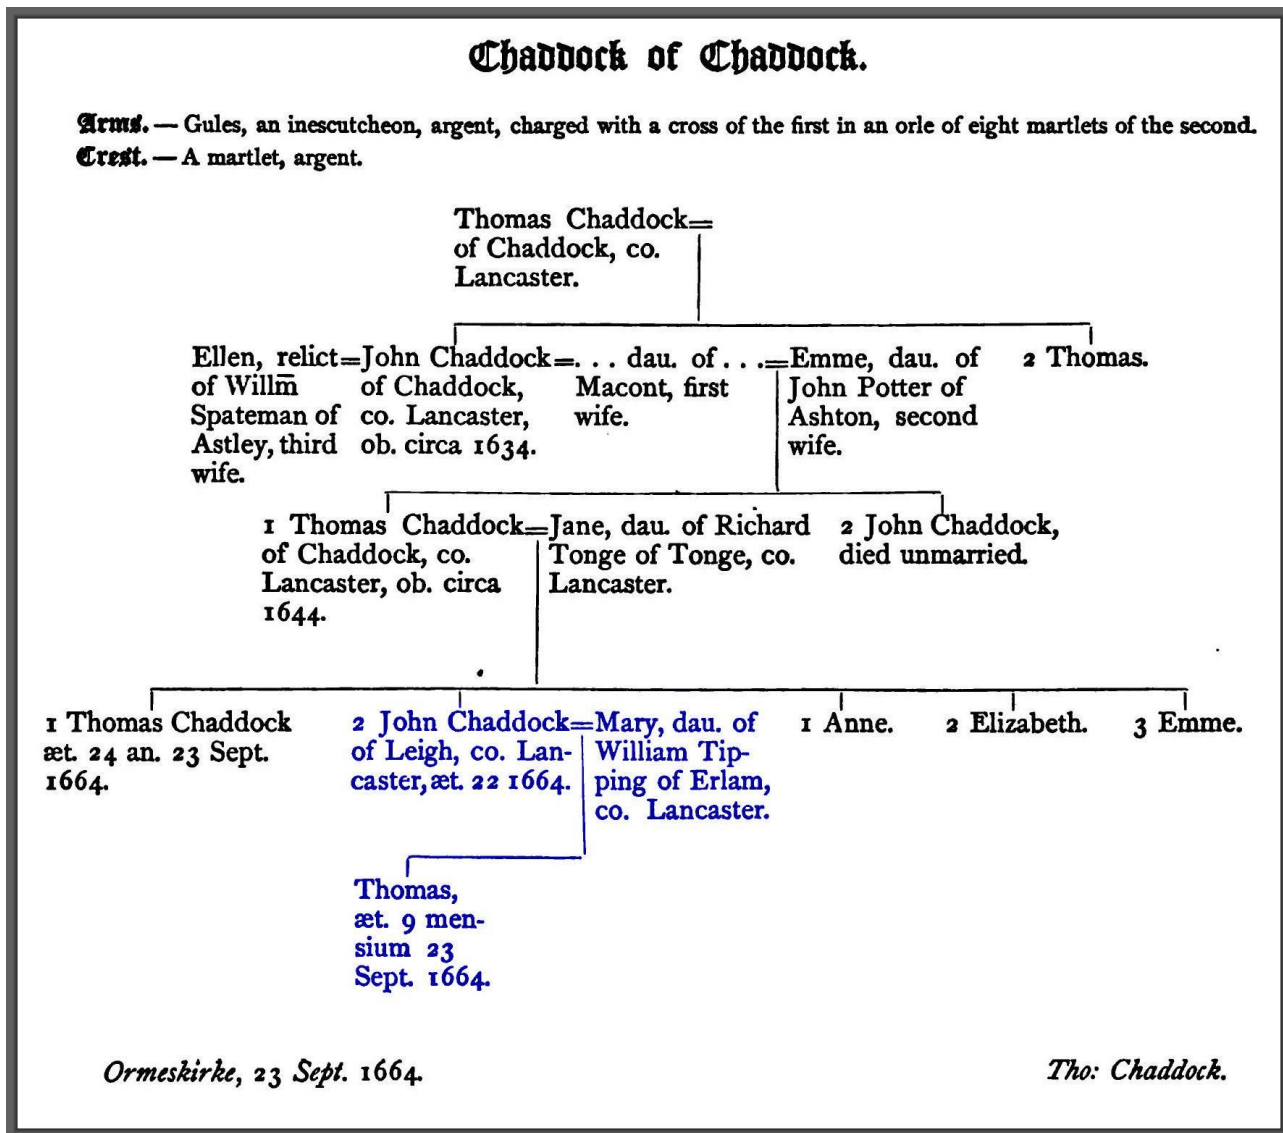 Chaddock of Chaddock.
Arms. — Gules, an inescutcheon, argent, charged with a cross of the first in an orle of eight martlets of the second.
Crest. — A martlet, argent.
Thomas Chaddock=
of Chaddock, co.
Lancaster.
Ellen, relict=
of Willm̄
Spateman of
Astley, third
wife.
John Chaddock=
of Chaddock,
co. Lancaster,
ob. circa 1634.
. . . dau. of . . .=
Macont, first
wife.
Emme, dau. of
John Potter of
Ashton, second
wife.
2 Thomas.
1 Thomas Chaddock=
of Chaddock, co.
Lancaster, ob. circa
1644.
Jane, dau. of Richard
Tonge of Tonge, co.
Lancaster.
2 John Chaddock,
died unmarried.
1 Thomas Chaddock
æt. 24 an. 23 Sept.
1664.
2 John Chaddock=
of Leigh, co. Lan-
caster, æt. 22 1664.
Mary, dau. of
William Tip-
ping of Erlam,
co. Lancaster.
1 Anne.
2 Elizabeth.
3 Emme.
Thomas,
æt. 9 men-
sium 23
Sept. 1664.
Ormeskirke, 23 Sept. 1664.
Tho: Chaddock.